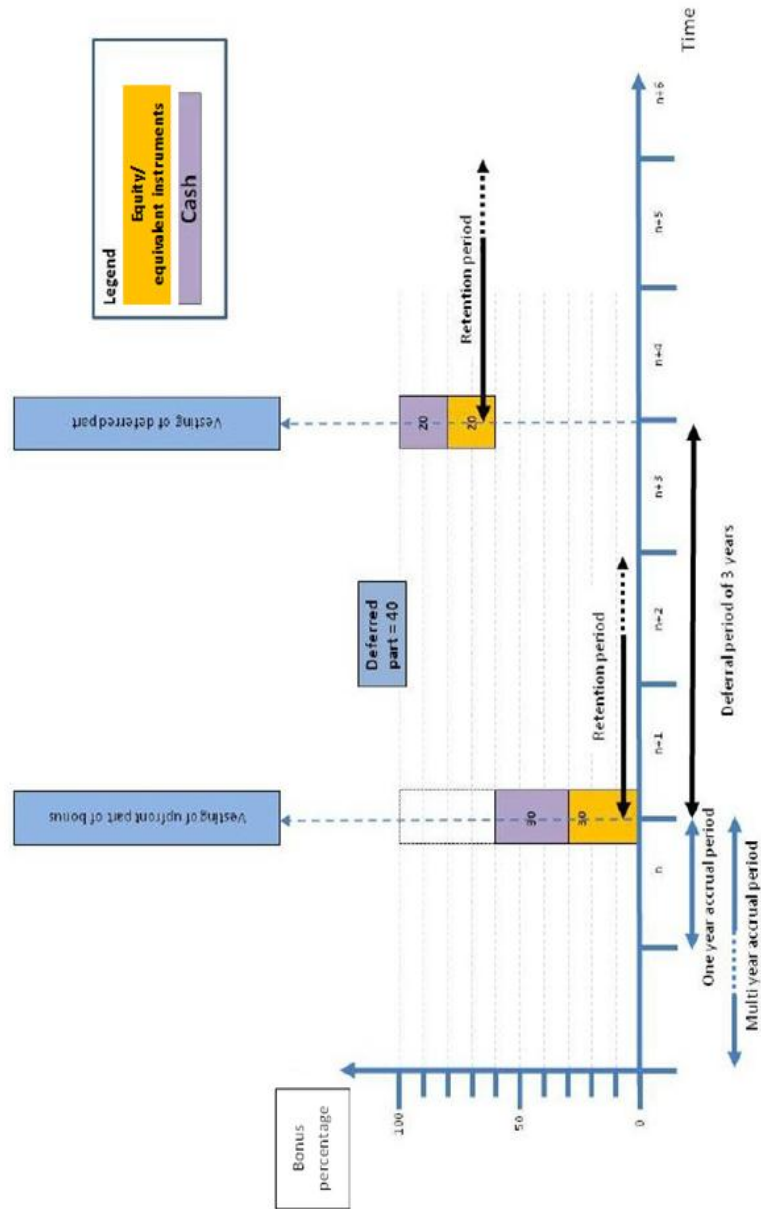 Bonus
percentage
100
50
0
Vesting of upfront part of bonus
Vesting of deferred part
Legend
Equity/
equivalent instruments
Cash
Deferred
part = 40
30
30
20
20
Retention period
Retention period
n
n+1
n+2
n+3
n+4
n+5
n+6
Time
One year accrual period
Multi year accrual period
Deferral period of 3 years